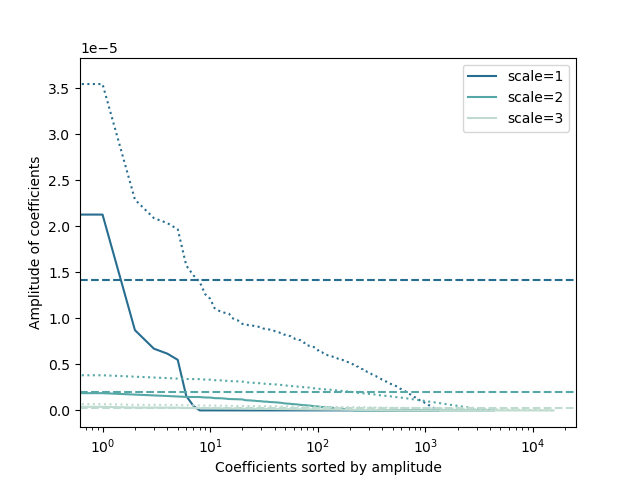 1e−5
scale=1
scale=2
scale=3
3.5
3.0
2.5
2.0
1.5
1.0
0.5
0.0
Amplitude of coefficients
10⁰ 10¹ 10² 10³ 10⁴
Coefficients sorted by amplitude